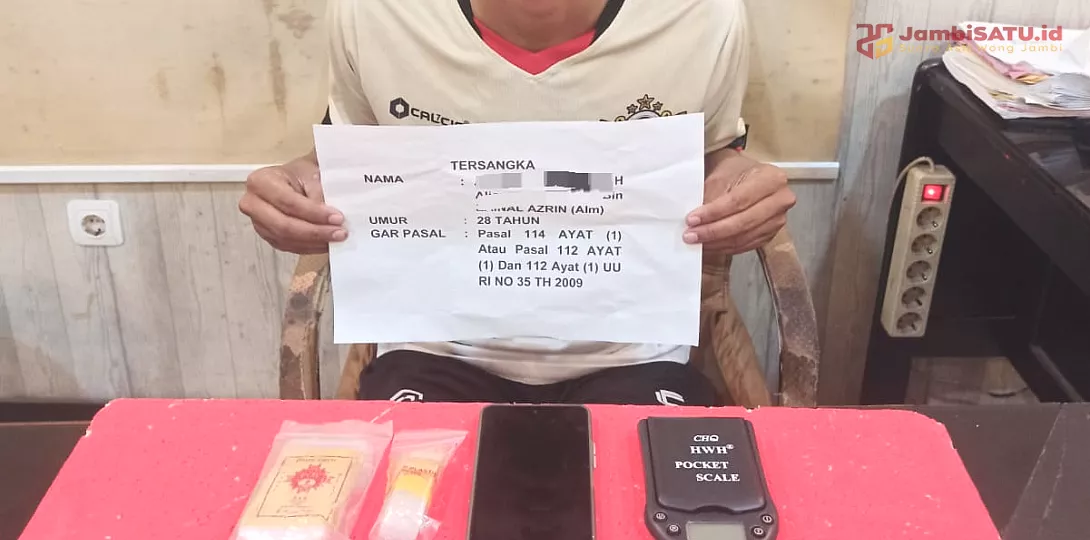 JambiSATU.id
CALCIO
TERSANGKA
NAMA : H
Bin
AZRIN (Alm)
UMUR : 28 TAHUN
GAR PASAL : Pasal 114 AYAT (1)
Atau Pasal 112 AYAT
(1) Dan 112 Ayat (1) UU
RI NO 35 TH 2009
CHQ
HWH®
POCKET
SCALE